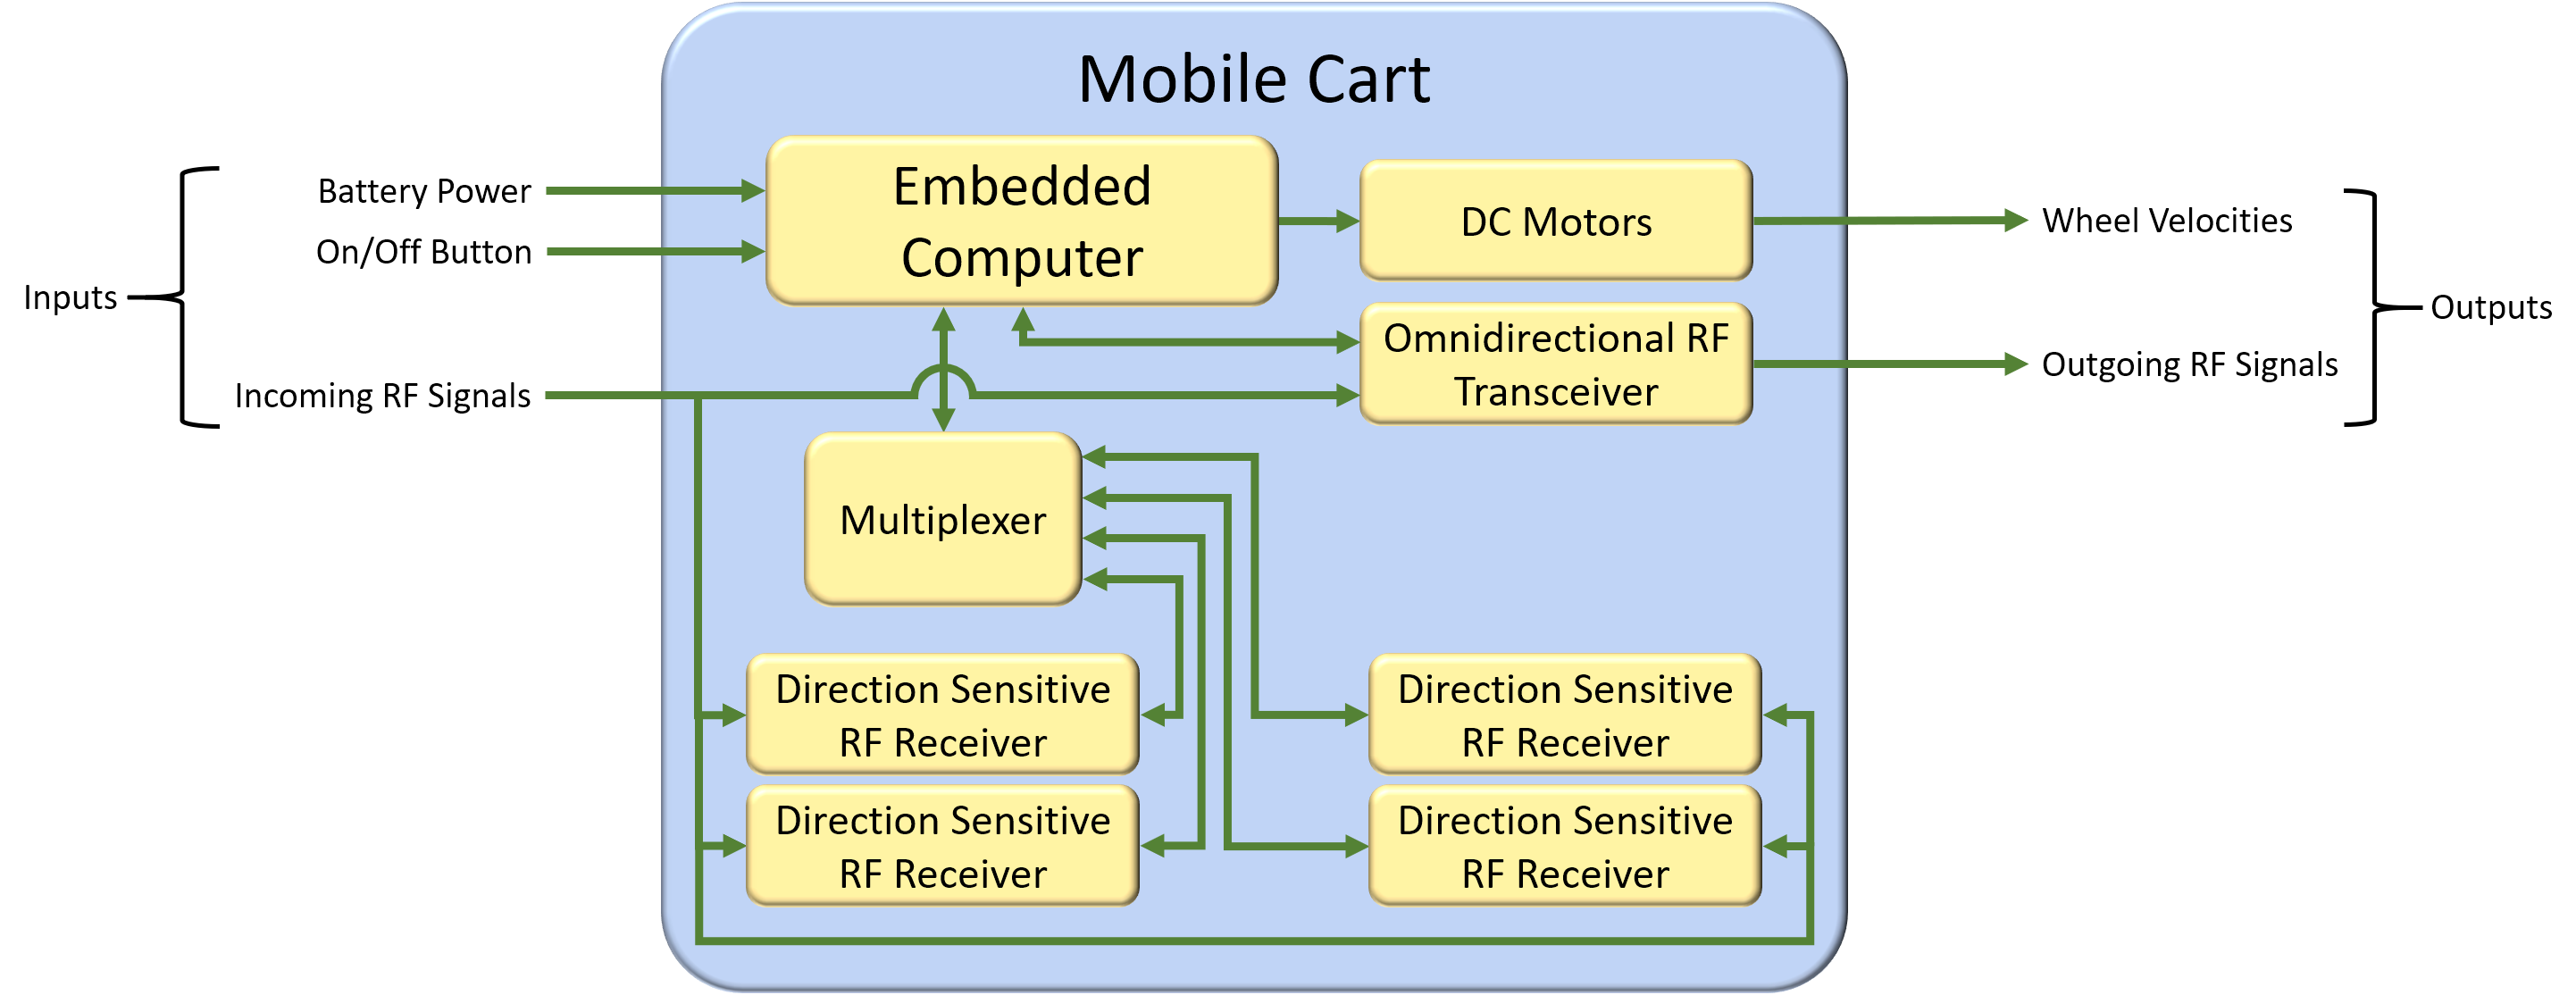 Mobile Cart
Inputs
Battery Power
On/Off Button
Incoming RF Signals
Embedded
Computer
DC Motors
Omnidirectional RF
Transceiver
Multiplexer
Direction Sensitive
RF Receiver
Direction Sensitive
RF Receiver
Direction Sensitive
RF Receiver
Direction Sensitive
RF Receiver
Wheel Velocities
Outgoing RF Signals
Outputs